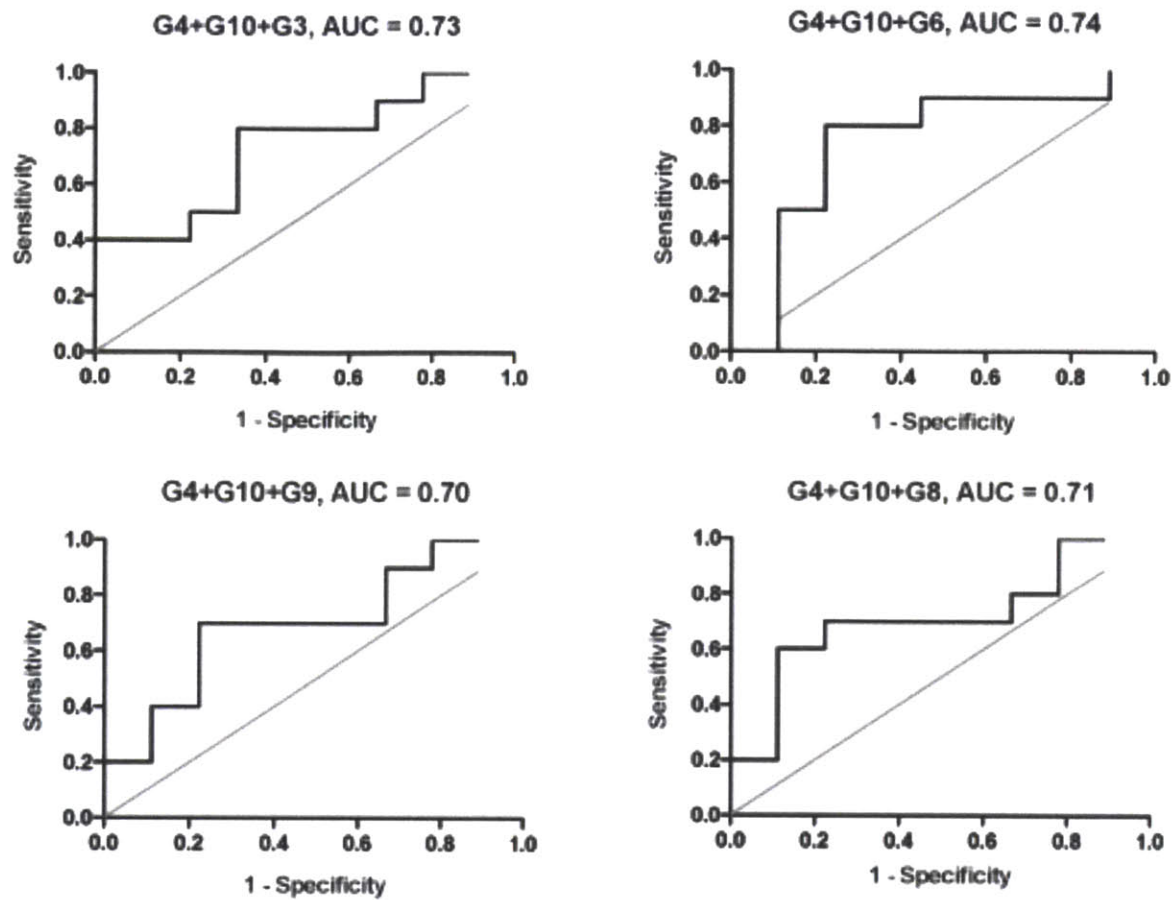 G4+G10+G3, AUC = 0.73
1.0
0.8
0.6
0.4
0.2
0.0
Sensitivity
0.0 0.2 0.4 0.6 0.8 1.0
1 - Specificity
G4+G10+G6, AUC = 0.74
1.0
0.8
0.6
0.4
0.2
0.0
Sensitivity
0.0 0.2 0.4 0.6 0.8 1.0
1 - Specificity
G4+G10+G9, AUC = 0.70
1.0
0.8
0.6
0.4
0.2
0.0
Sensitivity
0.0 0.2 0.4 0.6 0.8 1.0
1 - Specificity
G4+G10+G8, AUC = 0.71
1.0
0.8
0.6
0.4
0.2
0.0
Sensitivity
0.0 0.2 0.4 0.6 0.8 1.0
1 - Specificity